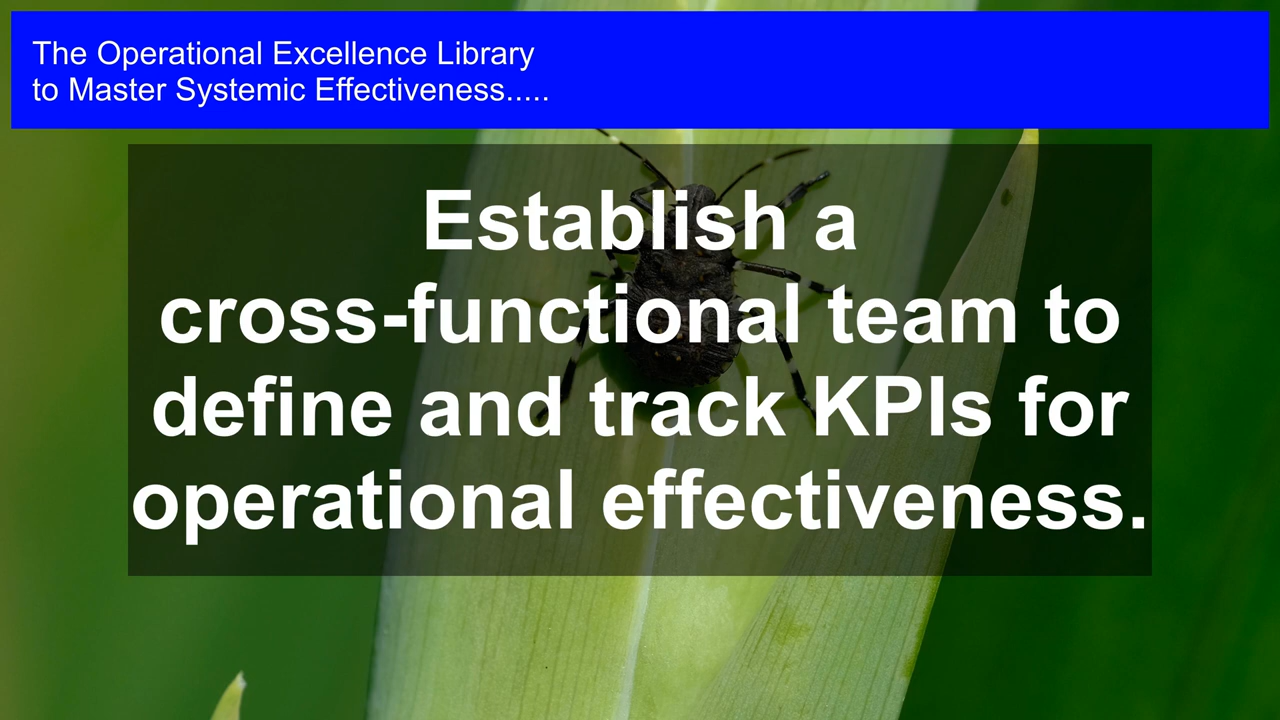 The Operational Excellence Library
to Master Systemic Effectiveness.....
Establish a
cross-functional team to
define and track KPIs for
operational effectiveness.